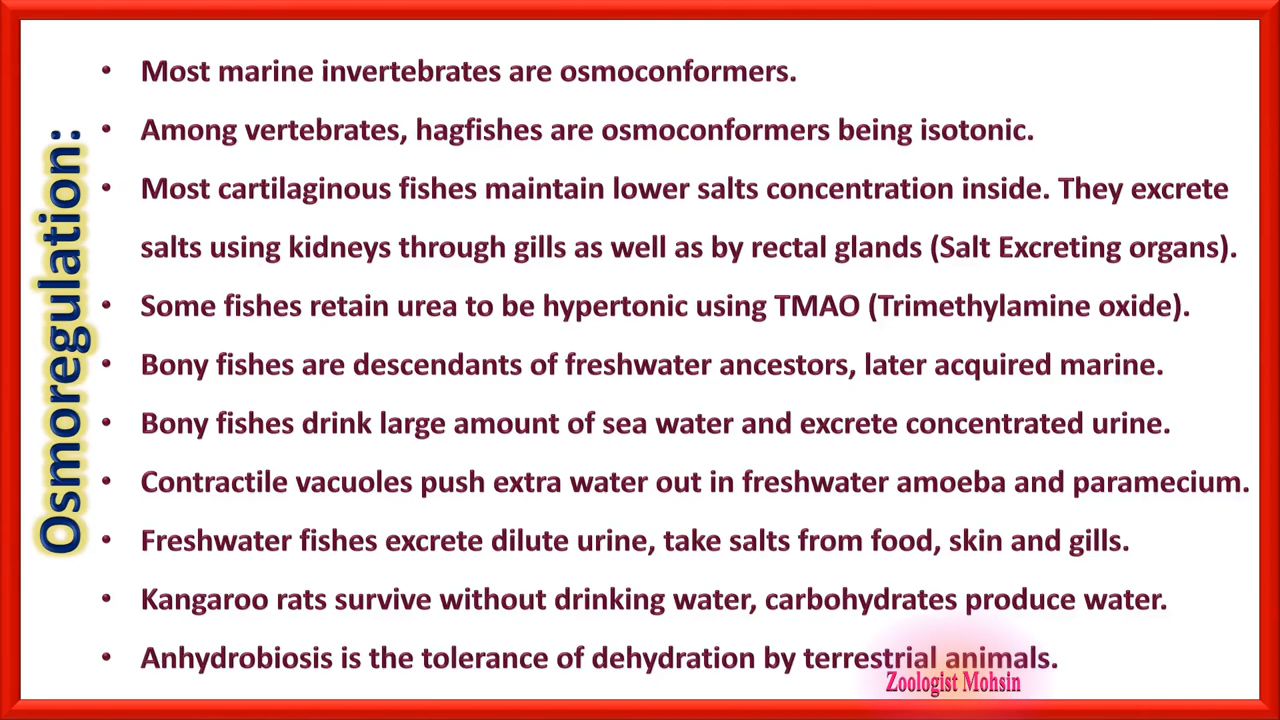 Osmoregulation:
• Most marine invertebrates are osmoconformers.
• Among vertebrates, hagfishes are osmoconformers being isotonic.
• Most cartilaginous fishes maintain lower salts concentration inside. They excrete
salts using kidneys through gills as well as by rectal glands (Salt Excreting organs).
• Some fishes retain urea to be hypertonic using TMAO (Trimethylamine oxide).
• Bony fishes are descendants of freshwater ancestors, later acquired marine.
• Bony fishes drink large amount of sea water and excrete concentrated urine.
• Contractile vacuoles push extra water out in freshwater amoeba and paramecium.
• Freshwater fishes excrete dilute urine, take salts from food, skin and gills.
• Kangaroo rats survive without drinking water, carbohydrates produce water.
• Anhydrobiosis is the tolerance of dehydration by terrestrial animals.
Zoologist Mohsin